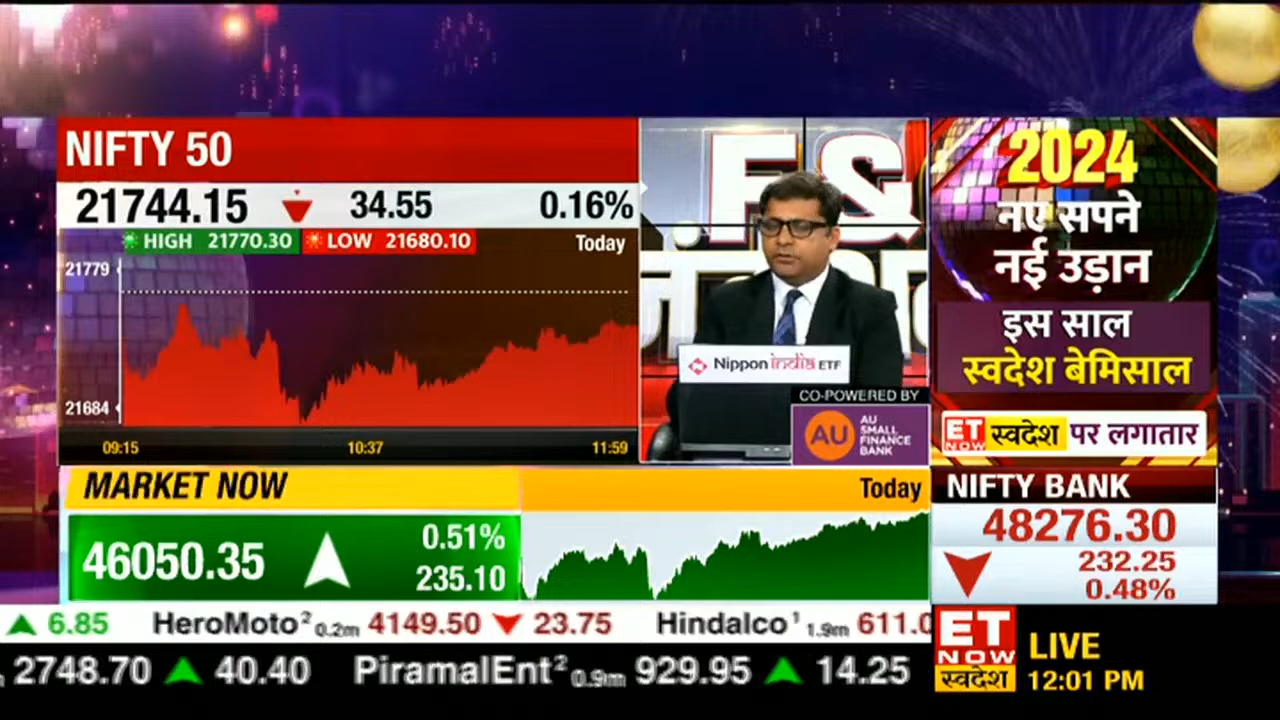 NIFTY 50
21744.15 34.55 0.16%
HIGH 21770.30 LOW 21680.10 Today
21779
21684
09:15 10:37 11:59
F&
Nippon india ETF
CO-POWERED BY
AU
AU
SMALL
FINANCE
BANK
2024
नए सपने
नई उड़ान
इस साल
स्वदेश बेमिसाल
ET
NOW
स्वदेश पर लगातार
MARKET NOW Today
46050.35 0.51%
235.10
NIFTY BANK
48276.30
232.25
0.48%
6.85 HeroMoto² 0.2m 4149.50 23.75 Hindalco¹ 1.9m 611.0
2748.70 40.40 PiramalEnt² 0.9m 929.95 14.25
ET
NOW
स्वदेश
LIVE
12:01 PM